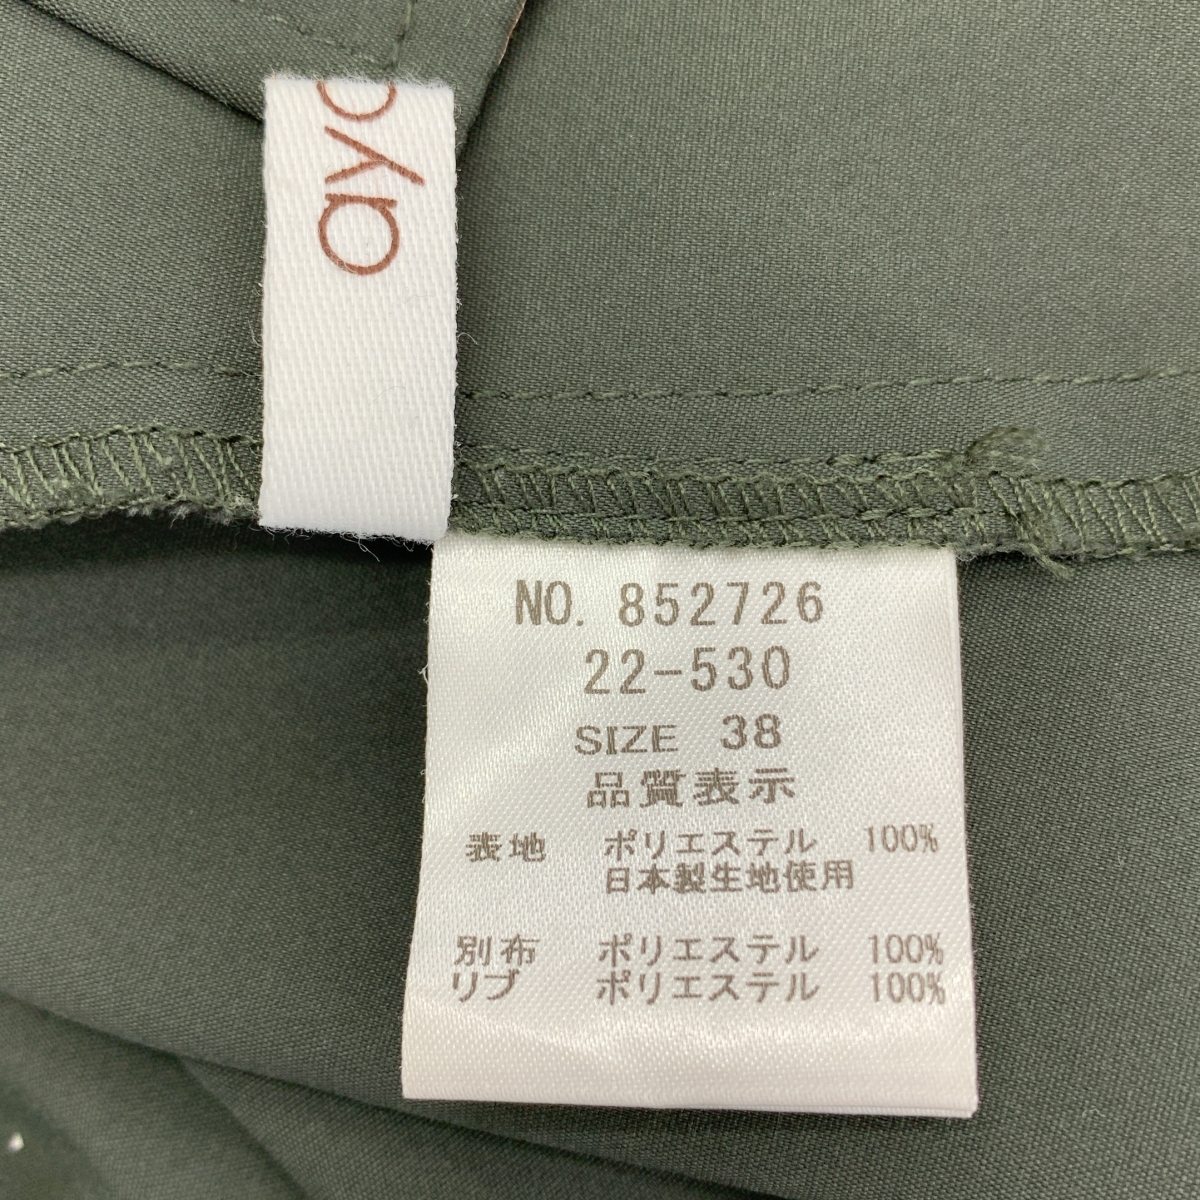 ay
NO. 852726
22-530
SIZE 38
品質表示
表地 ポリエステル 100%
日本製生地使用
別布 ポリエステル 100%
リブ ポリエステル 100%